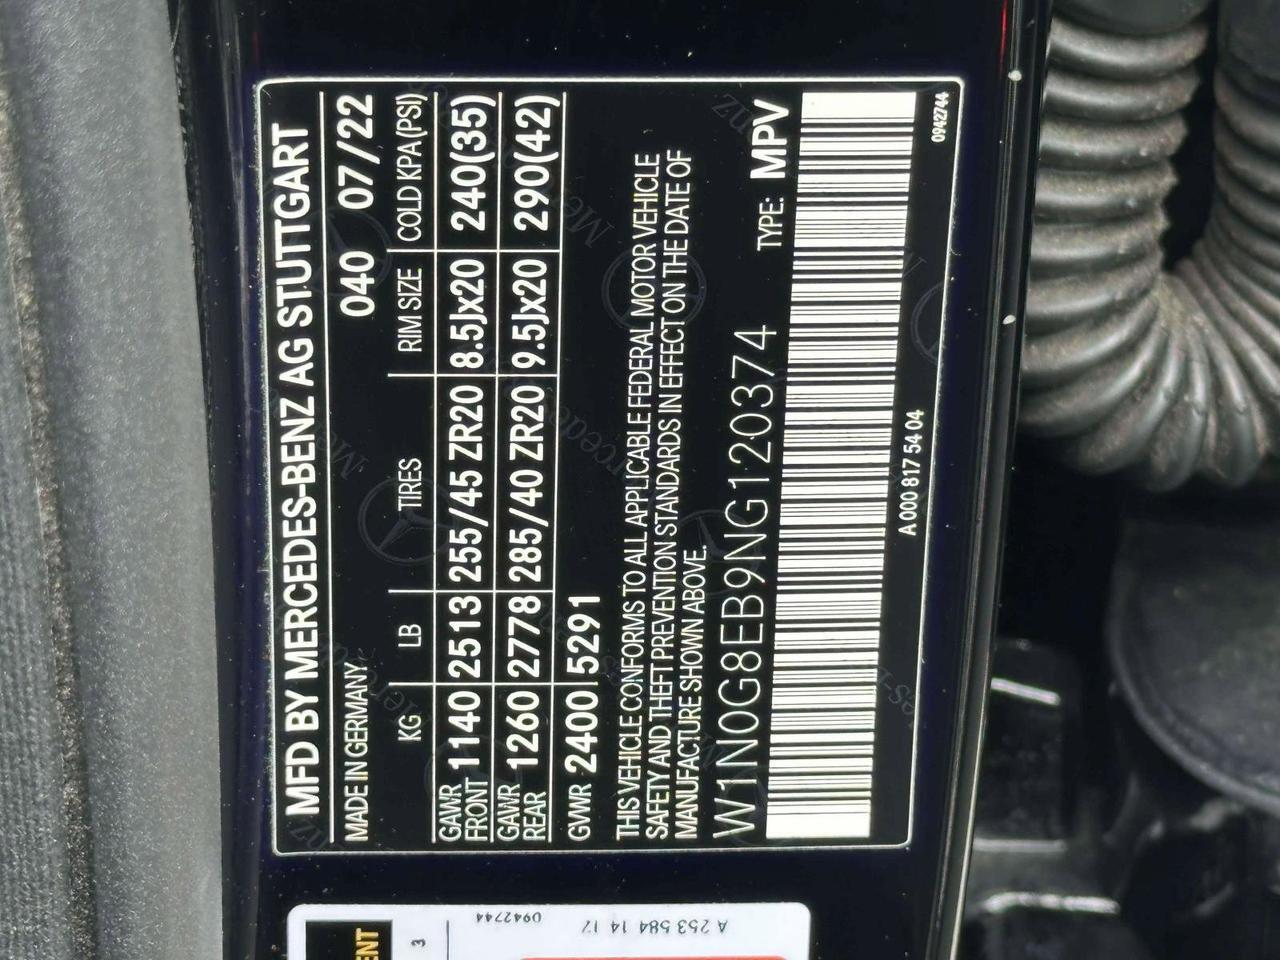 MFD BY MERCEDES-BENZ AG STUTTGART
MADE IN GERMANY 040 07/22
KG LB TIRES RIM SIZE COLD KPA(PSI)
GAWR FRONT 1140 2513 255/45 ZR20 8.5Jx20 240(35)
GAWR REAR 1260 2778 285/40 ZR20 9.5Jx20 290(42)
GVWR 2400 5291
THIS VEHICLE CONFORMS TO ALL APPLICABLE FEDERAL MOTOR VEHICLE
SAFETY AND THEFT PREVENTION STANDARDS IN EFFECT ON THE DATE OF
MANUFACTURE SHOWN ABOVE.
W1N0G8EB9NG120374 TYPE: MPV
A 000 817 54 04
0942744
3
0942744
A 253 584 14 17